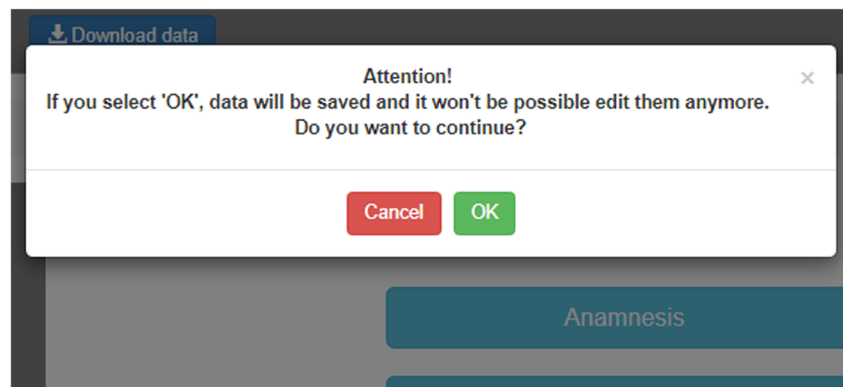 Download data
Attention!
If you select 'OK', data will be saved and it won't be possible edit them anymore.
Do you want to continue?
Cancel
OK
Anamnesis